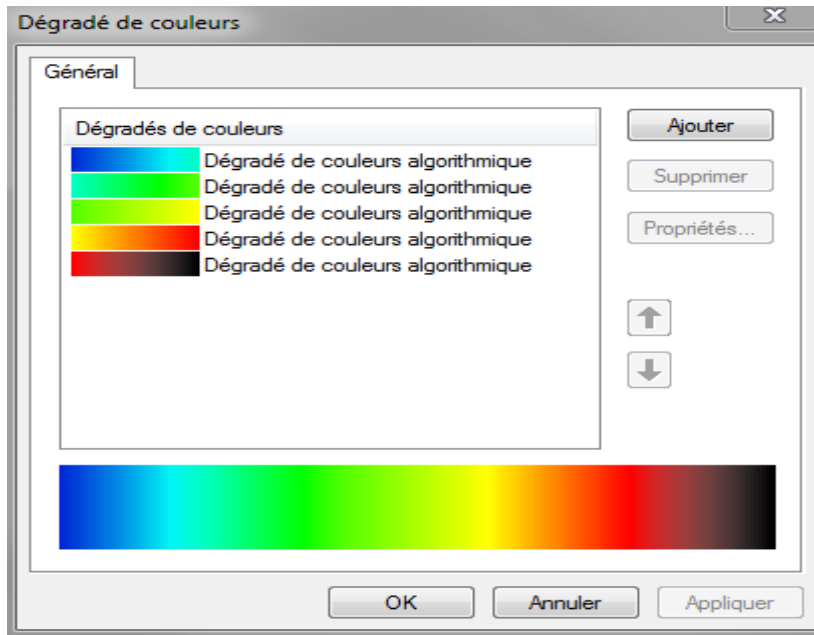 Dégradé de couleurs
Général
Dégradés de couleurs
Dégradé de couleurs algorithmique
Dégradé de couleurs algorithmique
Dégradé de couleurs algorithmique
Dégradé de couleurs algorithmique
Dégradé de couleurs algorithmique
Ajouter
Supprimer
Propriétés...
OK
Annuler
Appliquer